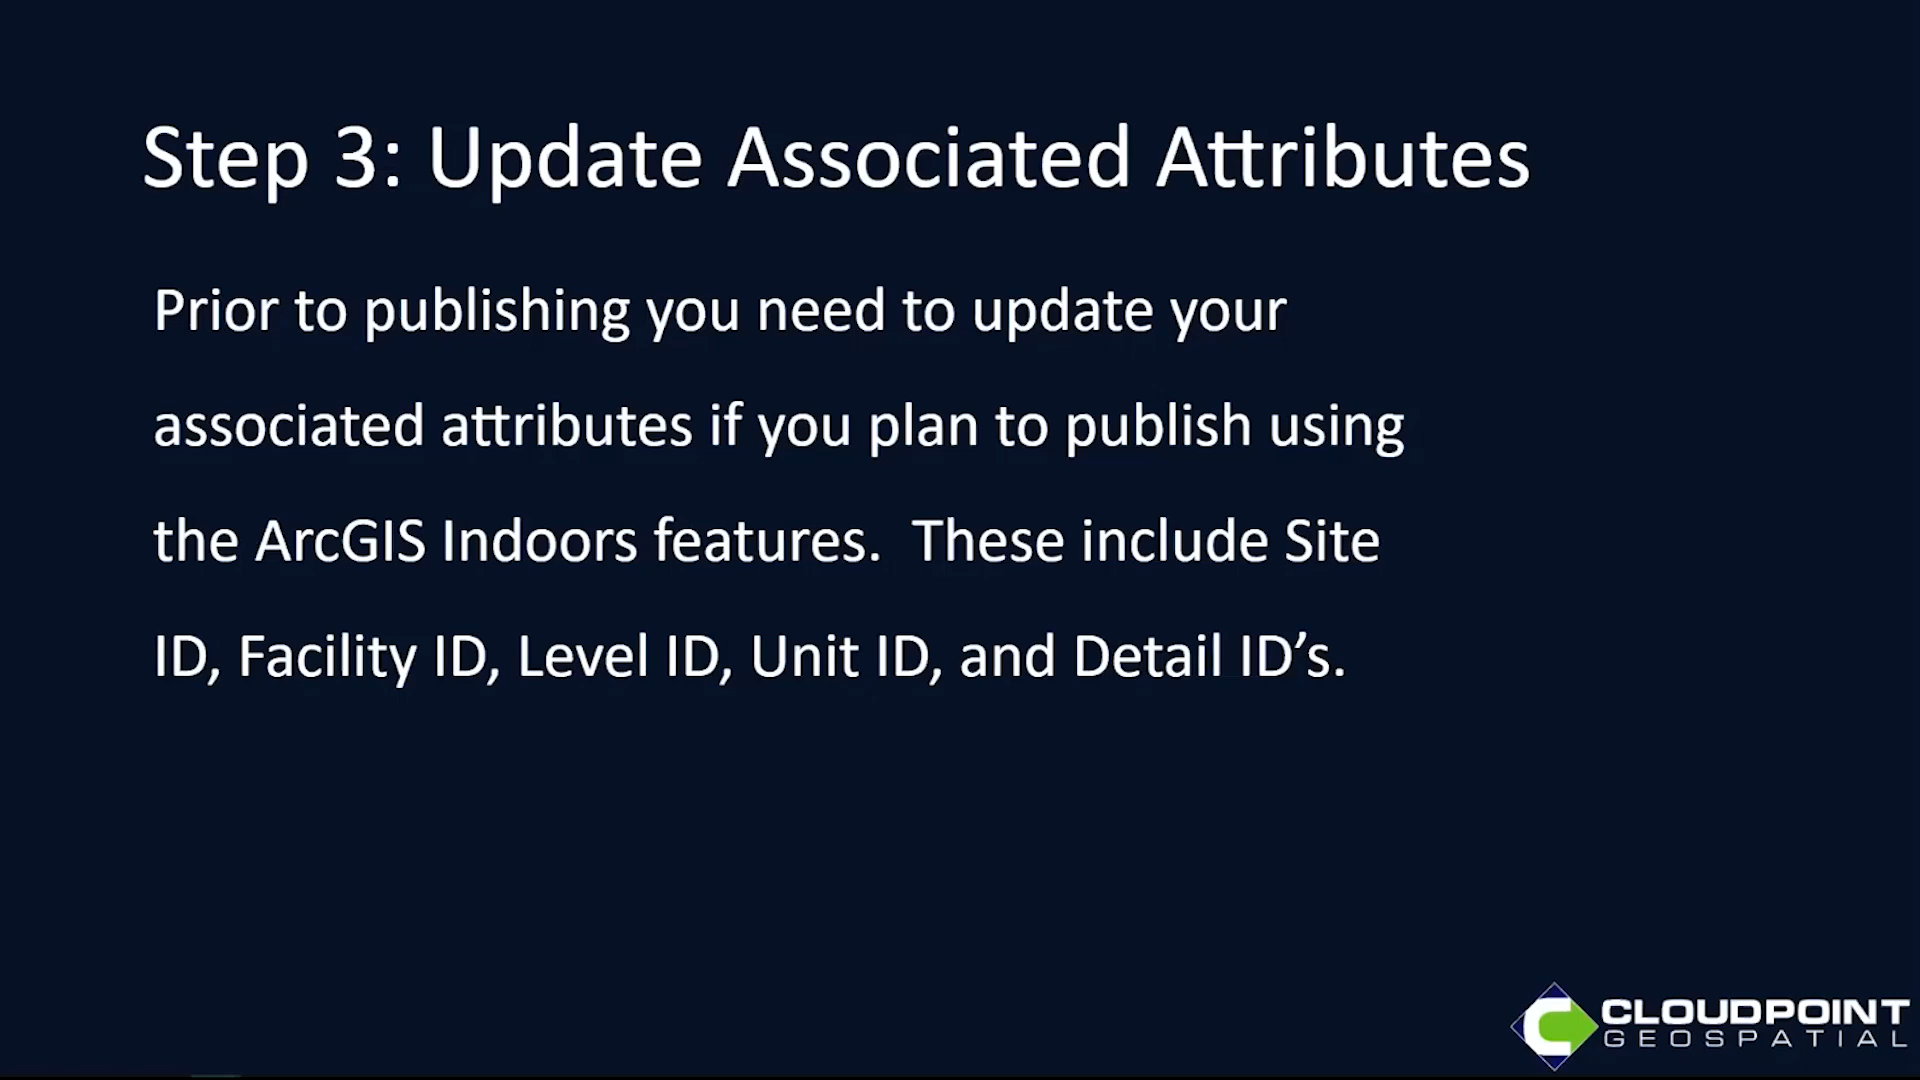 Step 3: Update Associated Attributes
Prior to publishing you need to update your
associated attributes if you plan to publish using
the ArcGIS Indoors features.  These include Site
ID, Facility ID, Level ID, Unit ID, and Detail ID’s.
CLOUDPOINT
GEOSPATIAL